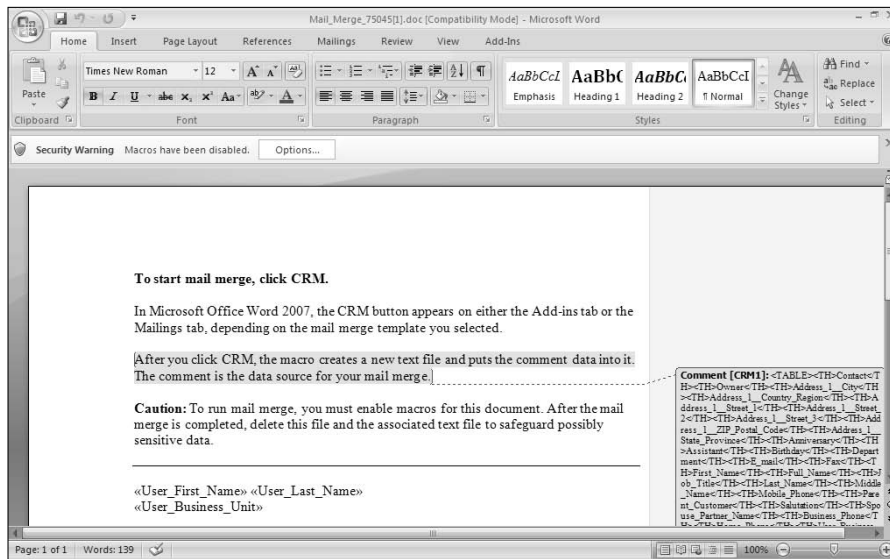 Mail_Merge_75045[1].doc [Compatibility Mode] - Microsoft Word
Home Insert Page Layout References Mailings Review View Add-Ins
Times New Roman 12 A A Aa
AaBbCcI AaBbC AaBbCc AaBbCcI
Find
Replace
Select
Paste
B I U abc X₂ X² Aa ab A
Emphasis Heading 1 Heading 2 ¶ Normal
Change Styles
Clipboard Font Paragraph Styles Editing
Security Warning Macros have been disabled. Options...
To start mail merge, click CRM.
In Microsoft Office Word 2007, the CRM button appears on either the Add-ins tab or the
Mailings tab, depending on the mail merge template you selected.
After you click CRM, the macro creates a new text file and puts the comment data into it.
The comment is the data source for your mail merge.
Caution: To run mail merge, you must enable macros for this document. After the mail
merge is completed, delete this file and the associated text file to safeguard possibly
sensitive data.
«User_First_Name» «User_Last_Name»
«User_Business_Unit»
Comment [CRM1]: <TABLE><TH>Contact</T
H><TH>Owner</TH><TH>Address_1__City</TH
><TH>Address_1__Country_Region</TH><TH>A
ddress_1__Street_1</TH><TH>Address_1__Street_
2</TH><TH>Address_1__Street_3</TH><TH>Add
ress_1__ZIP_Postal_Code</TH><TH>Address_1__
State_Province</TH><TH>Anniversary</TH><TH
>Assistant</TH><TH>Birthday</TH><TH>Depart
ment</TH><TH>E_mail</TH><TH>Fax</TH><T
H>First_Name</TH><TH>Full_Name</TH><TH>J
ob_Title</TH><TH>Last_Name</TH><TH>Middle
_Name</TH><TH>Mobile_Phone</TH><TH>Pare
nt_Customer</TH><TH>Salutation</TH><TH>Spo
use_Partner_Name</TH><TH>Business_Phone</T
Page: 1 of 1 Words: 139 100%